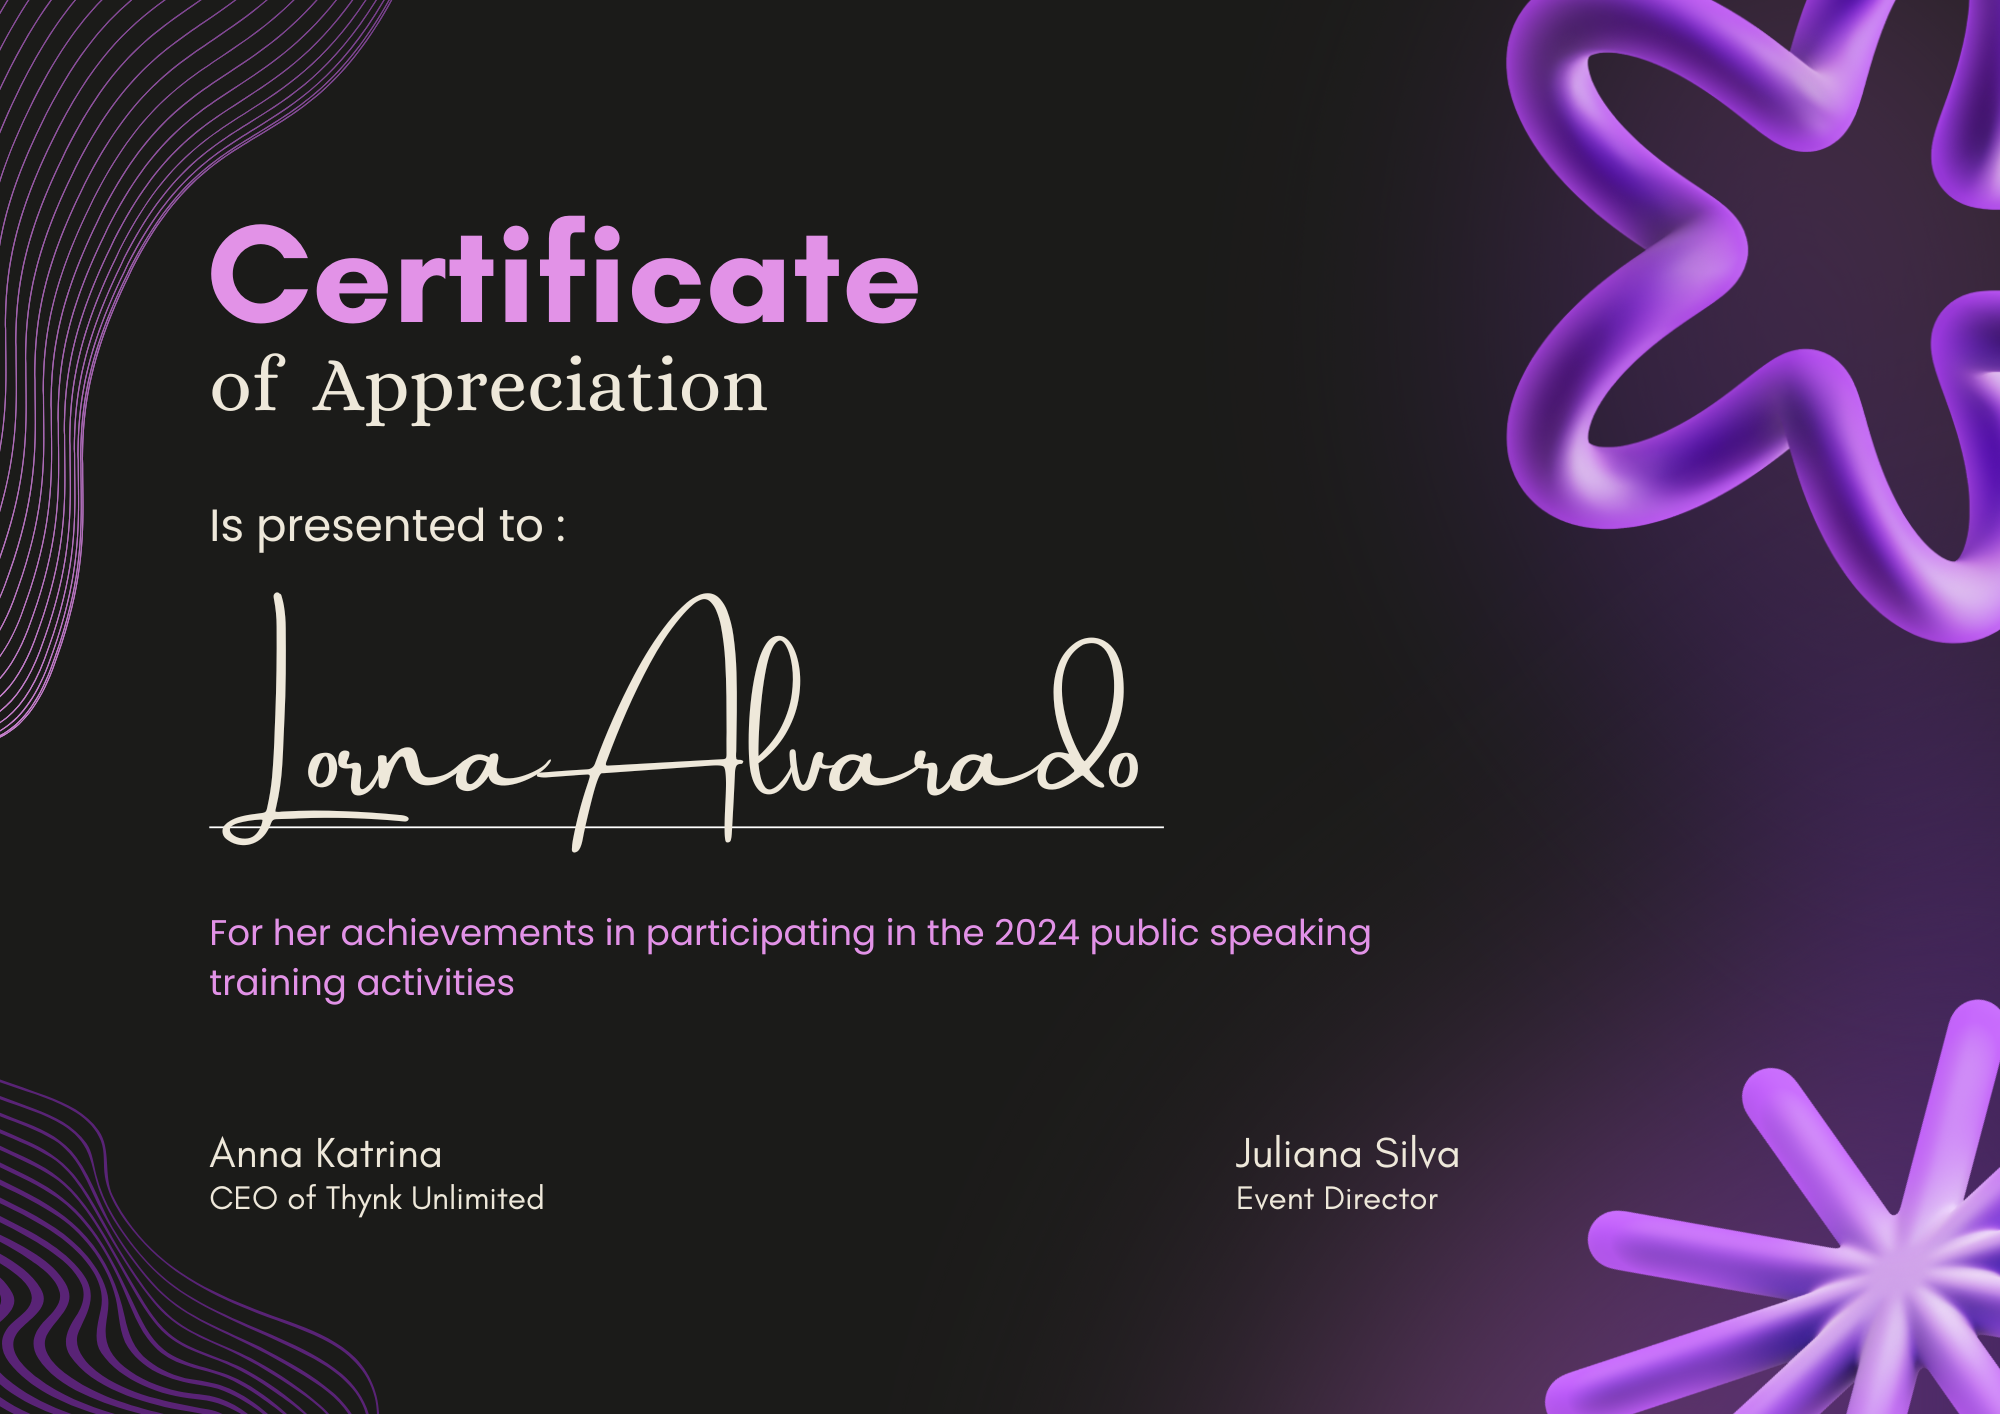 Certificate
of Appreciation
Is presented to :
Lorna Alvarado
For her achievements in participating in the 2024 public speaking
training activities
Anna Katrina
CEO of Thynk Unlimited
Juliana Silva
Event Director